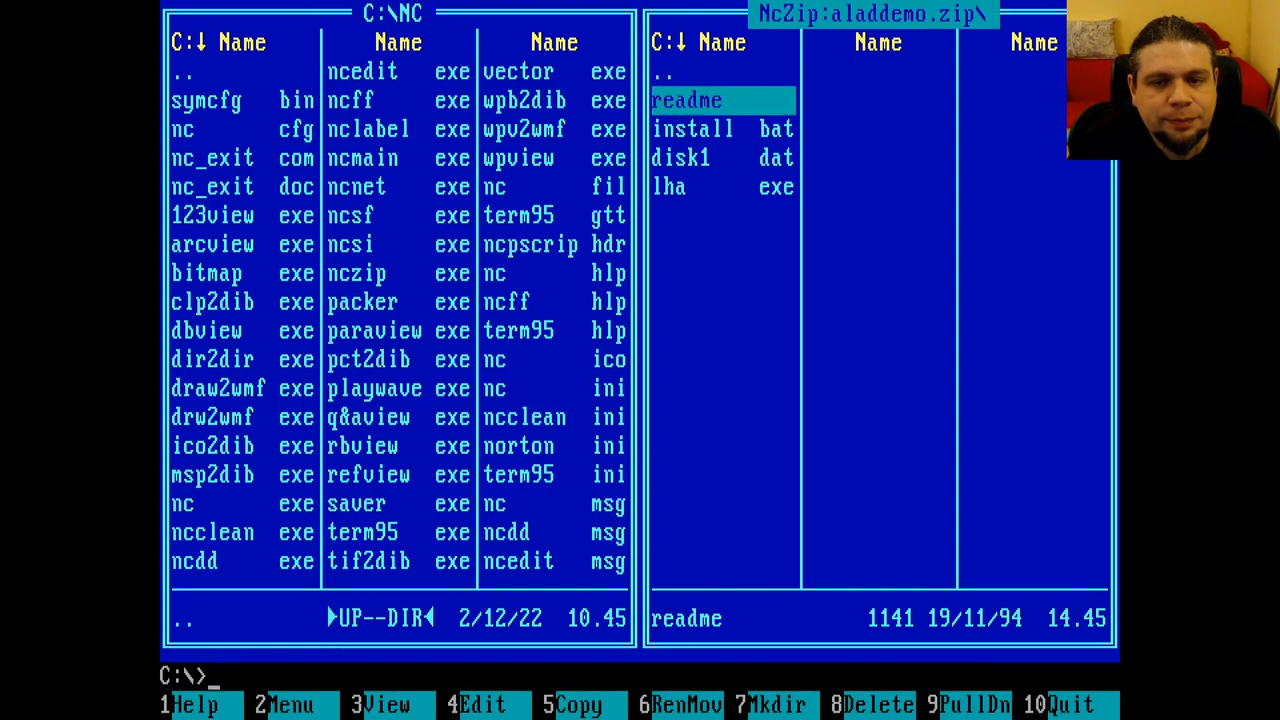 C:\NC NcZip:aladdemo.zip\
C:↓ Name Name Name C:↓ Name Name Name
.. ncedit exe vector exe ..
symcfg bin ncff exe wpb2dib exe readme
nc cfg nclabel exe wpv2wmf exe install bat
nc_exit com ncmain exe wpview exe disk1 dat
nc_exit doc ncnet exe nc fil lha exe
123view exe ncsf exe term95 gtt
arcview exe ncsi exe ncpscrip hdr
bitmap exe nczip exe nc hlp
clp2dib exe packer exe ncff hlp
dbview exe paraview exe term95 hlp
dir2dir exe pct2dib exe nc ico
draw2wmf exe playwave exe nc ini
drw2wmf exe q&aview exe ncclean ini
ico2dib exe rbview exe norton ini
msp2dib exe refview exe term95 ini
nc exe saver exe nc msg
ncclean exe term95 exe ncdd msg
ncdd exe tif2dib exe ncedit msg
.. ►UP--DIR◄ 2/12/22 10.45 readme 1141 19/11/94 14.45
C:\>_
1Help 2Menu 3View 4Edit 5Copy 6RenMov 7Mkdir 8Delete 9PullDn 10Quit